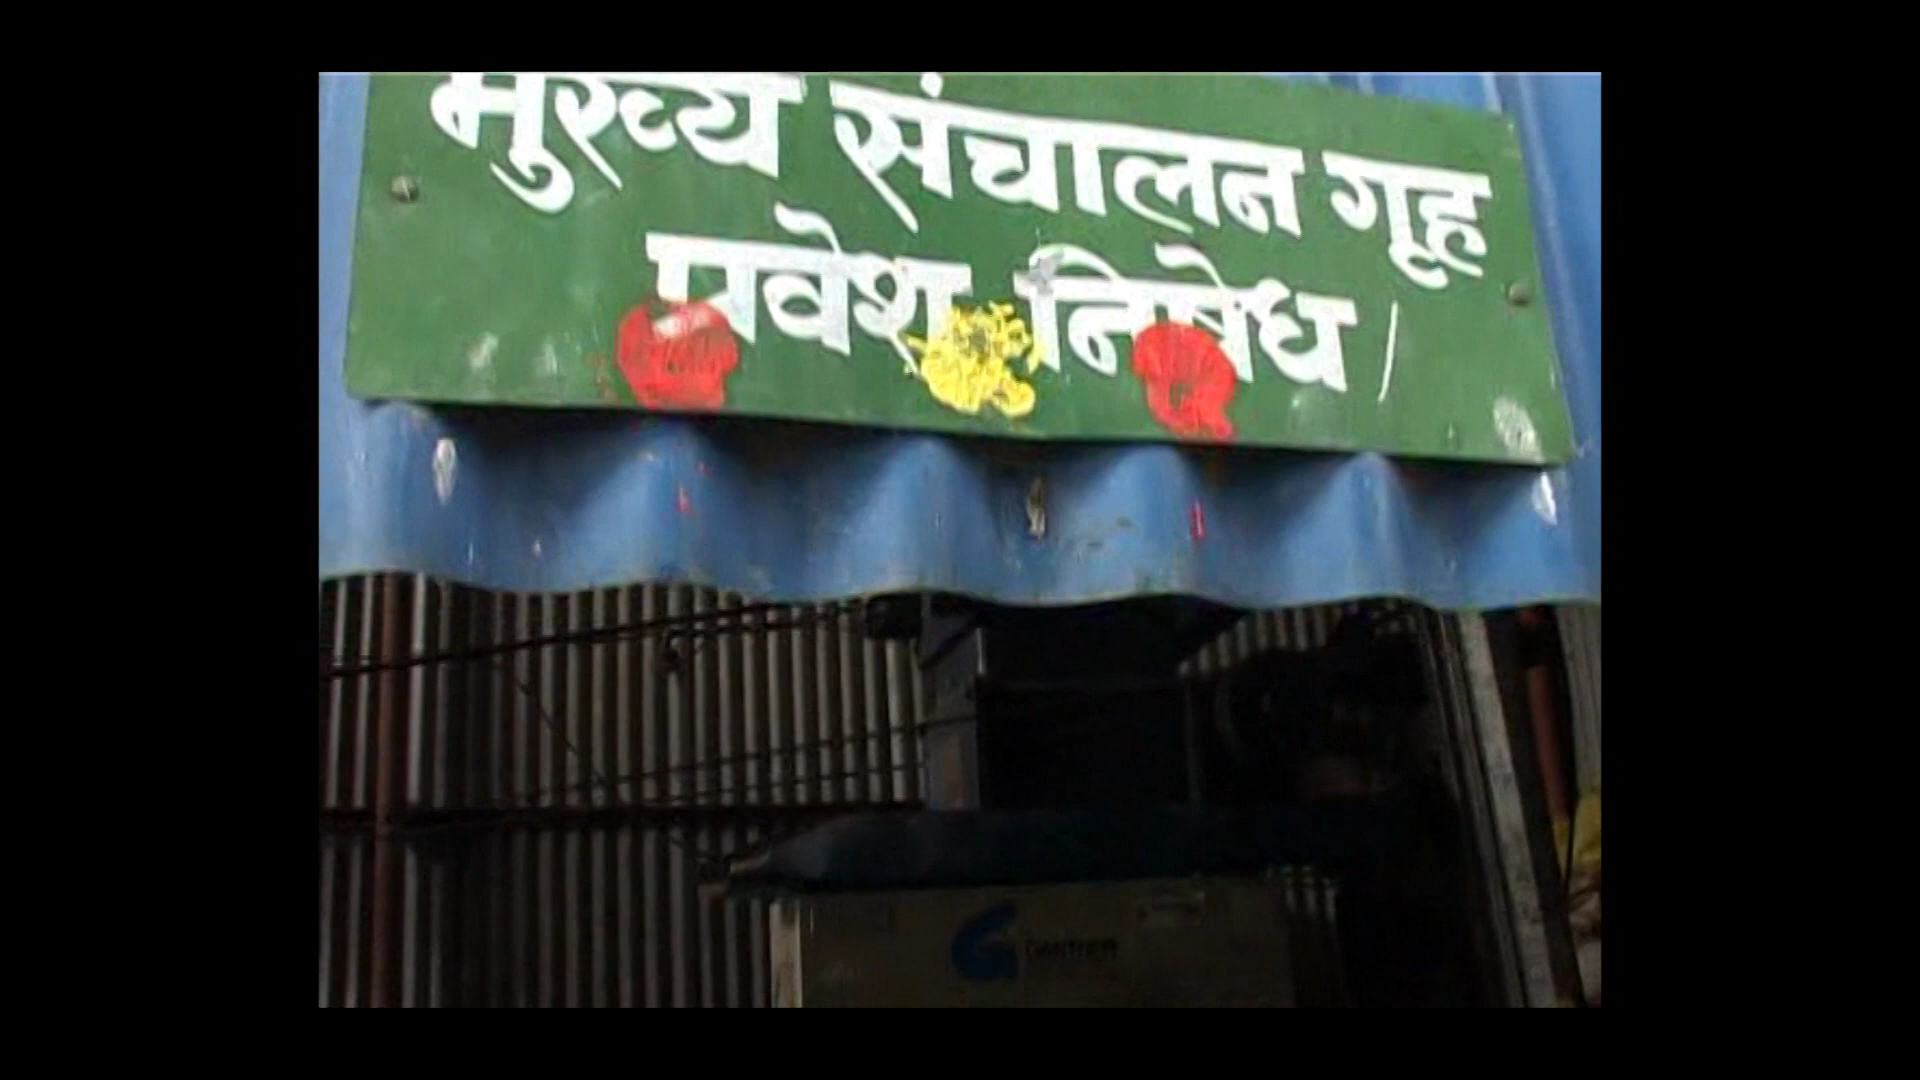 मुख्य संचालन गृह
प्रवेश निषेध।